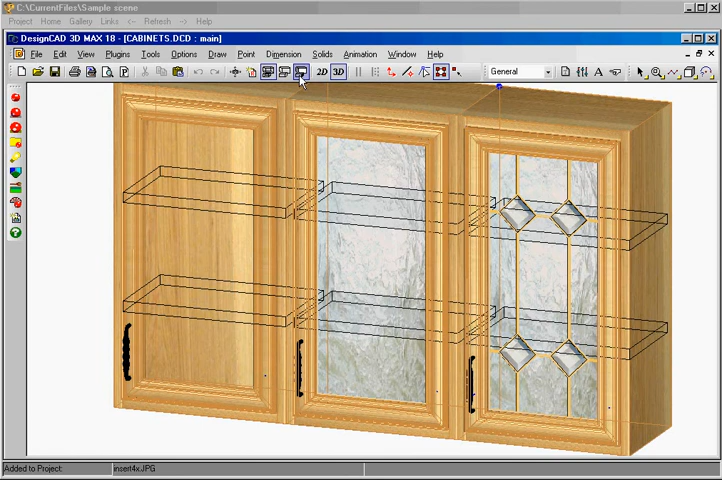 C:\CurrentFiles\Sample scene
Project Home Gallery Links <- Refresh -> Help
DesignCAD 3D MAX 18 - [CABINETS.DCD : main]
File Edit View Plugins Tools Options Draw Point Dimension Solids Animation Window Help
2D 3D General A
Added to Project: insert4x.JPG